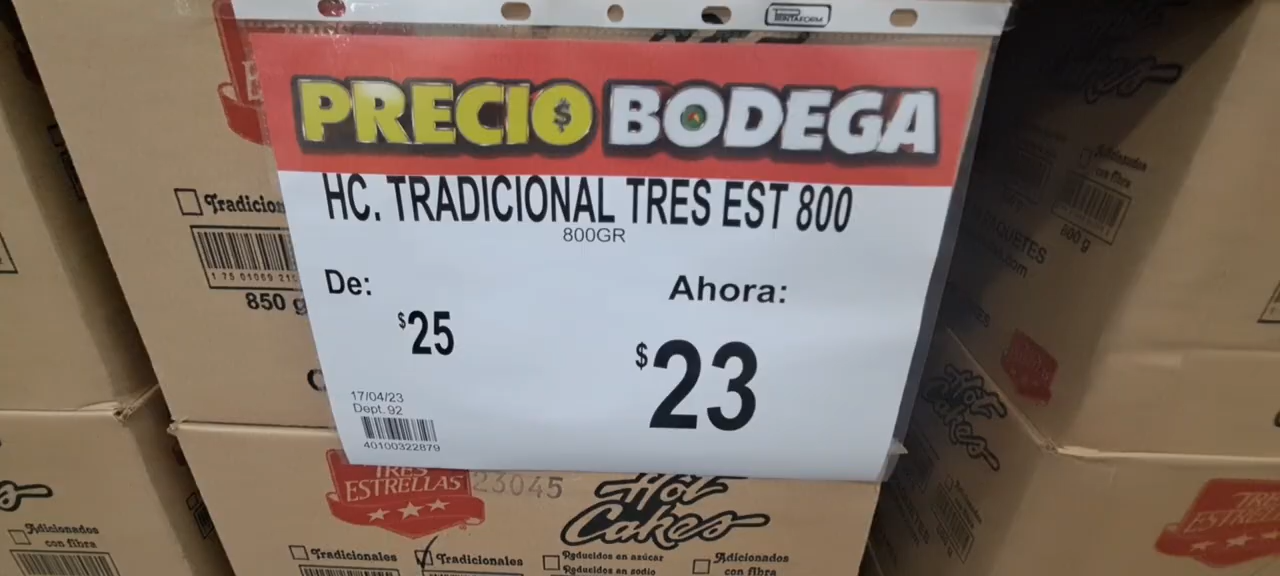 PRINTAFORM
PRECIO BODEGA
HC. TRADICIONAL TRES EST 800
800GR
De:
$25
Ahora:
$23
17/04/23
Dept. 92
40100322879
850 g
800 g
TRES
ESTRELLAS
23045
Hot
Cakes
Tradicionales
Tradicionales
Reducidos en azúcar
Reducidos en sodio
Adicionados
con fibra
Adicionados
con fibra
Adicionados
con fibra
Hot
Cakes
TRES
ESTRELLAS